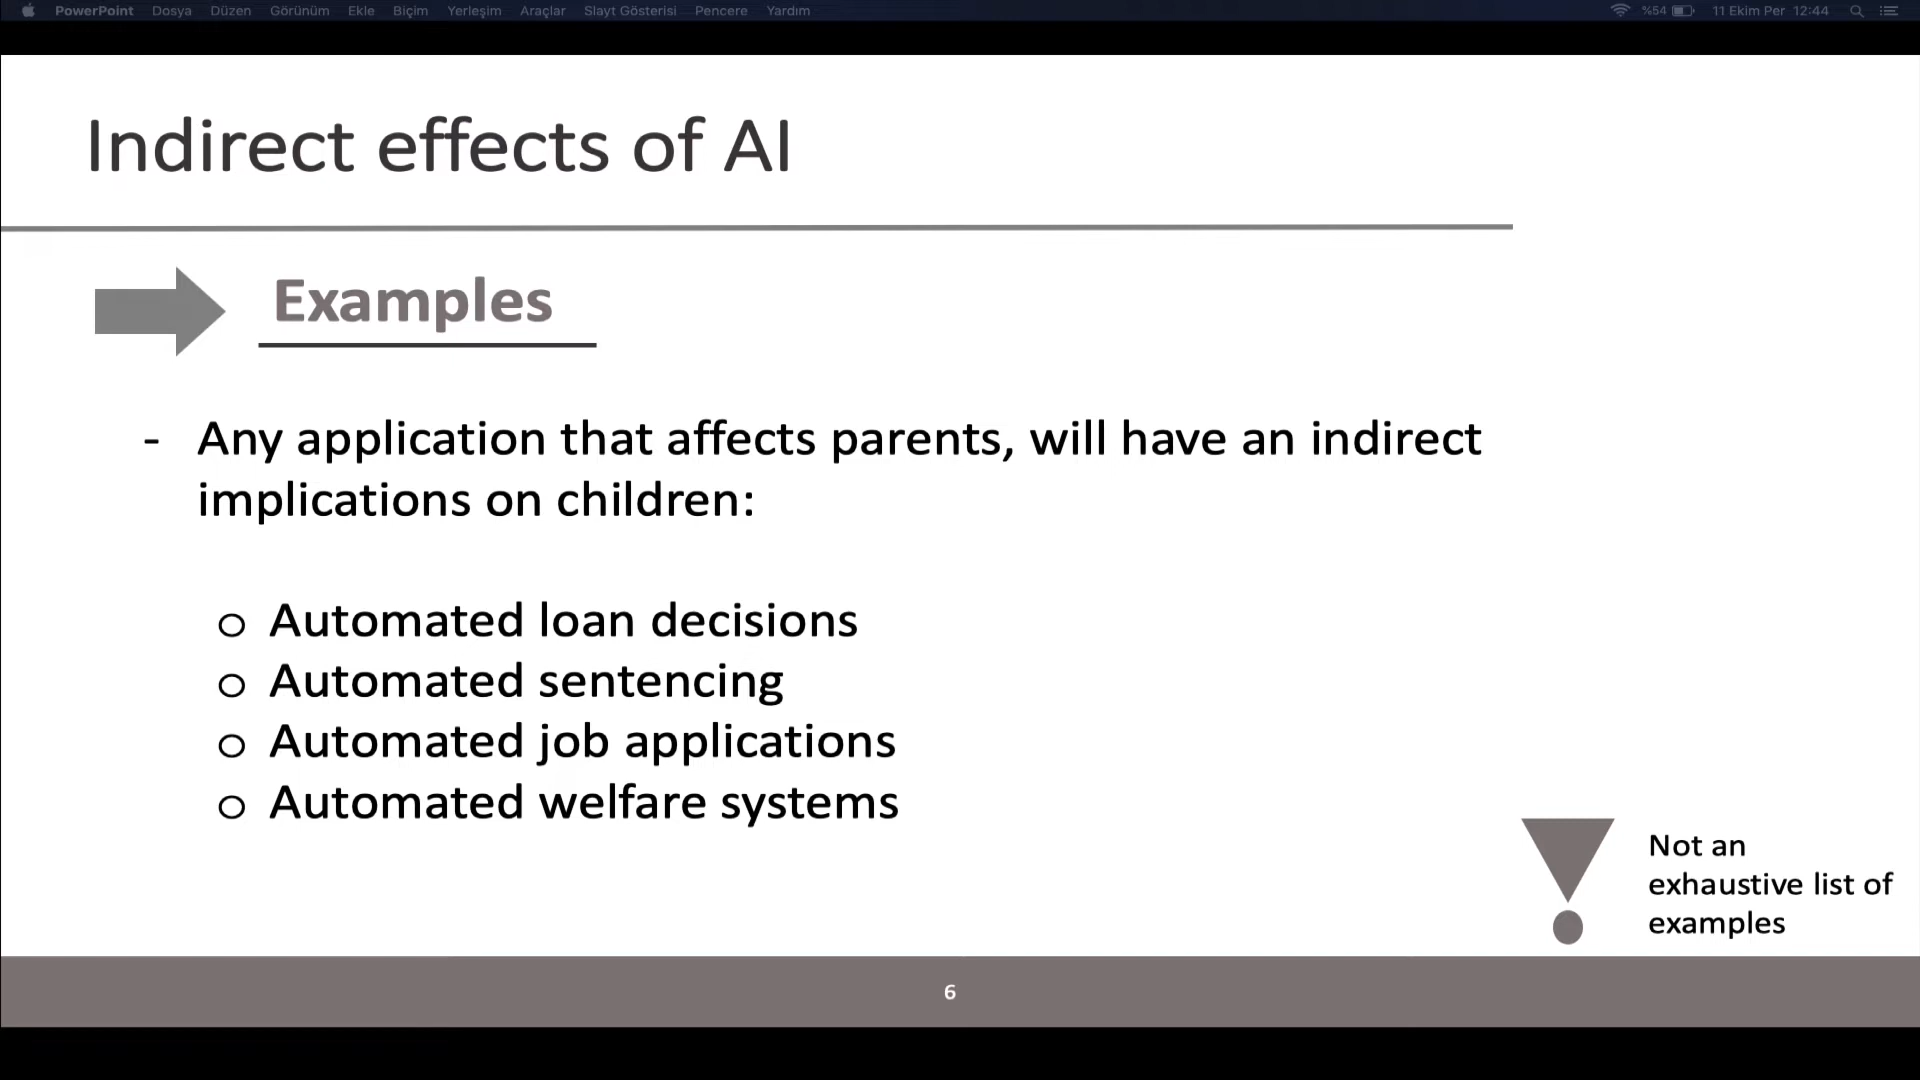 PowerPoint Dosya Düzen Görünüm Ekle Biçim Yerleşim Araçlar Slayt Gösterisi Pencere Yardım %54 11 Ekim Per 12:44
Indirect effects of AI
Examples
- Any application that affects parents, will have an indirect
implications on children:
o Automated loan decisions
o Automated sentencing
o Automated job applications
o Automated welfare systems
Not an
exhaustive list of
examples
6